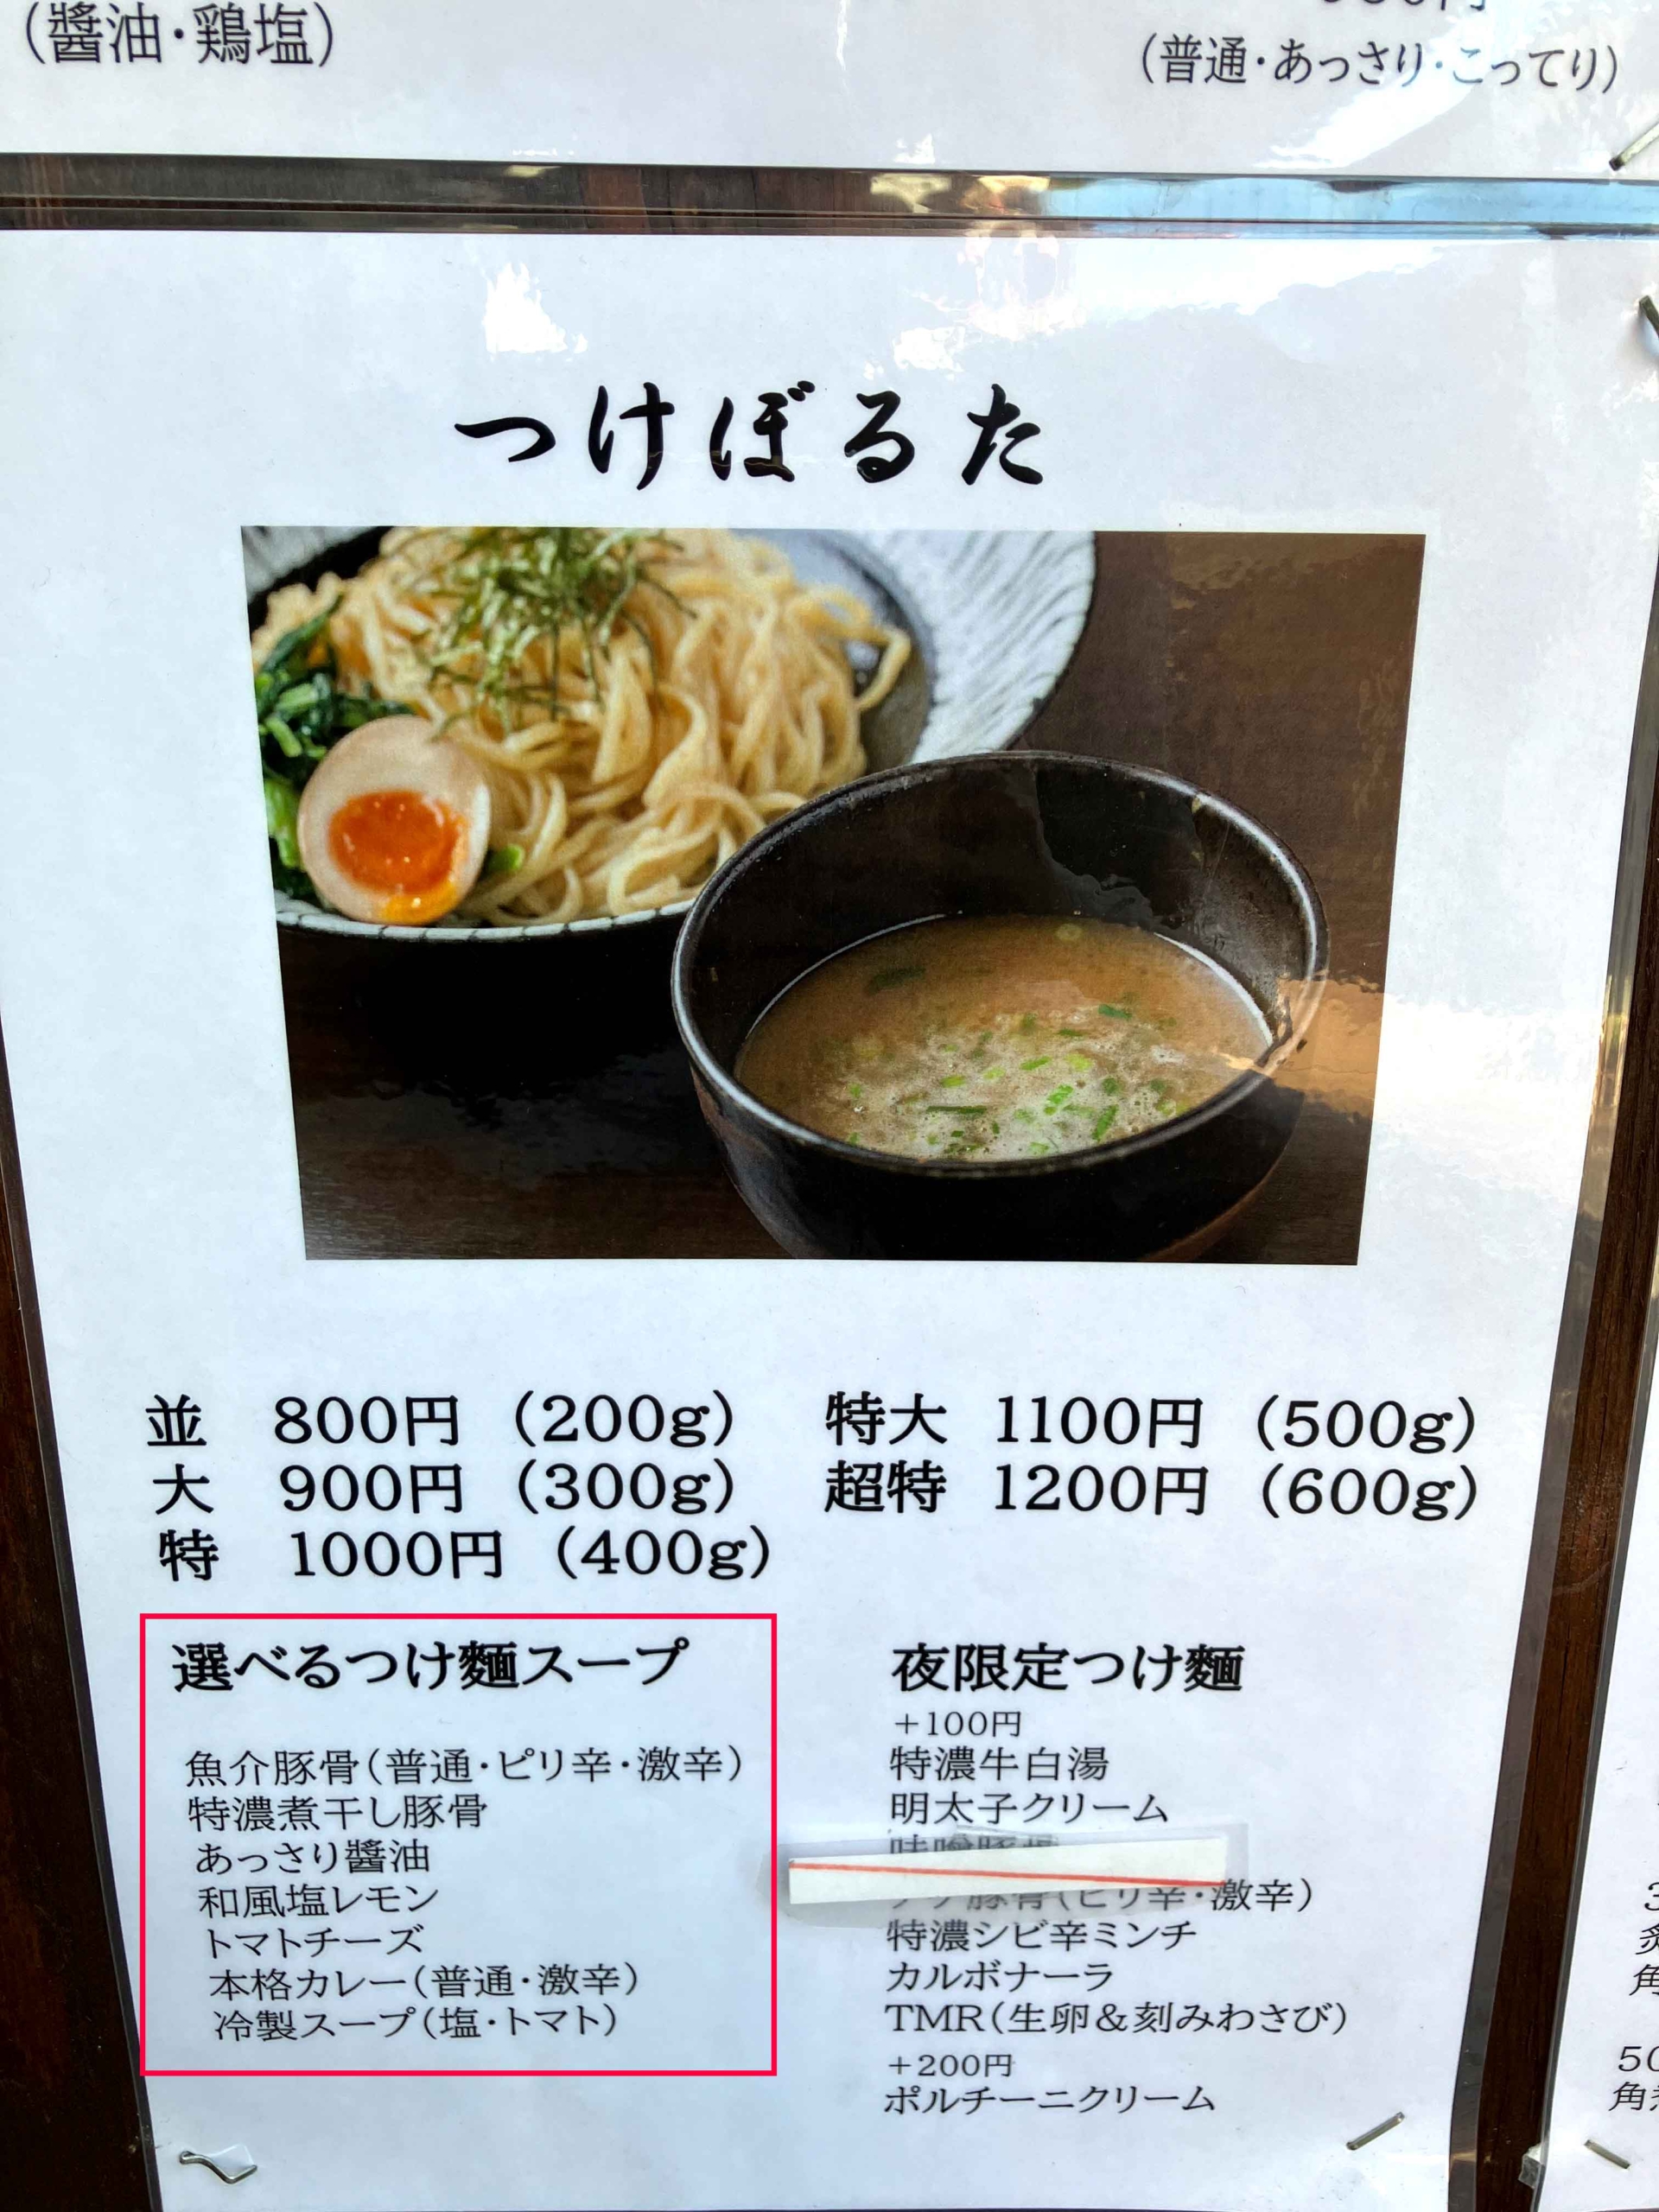 (醬油・鶏塩)
(普通・あっさり・こってり)
つけぼるた
並 800円 (200g)
大 900円 (300g)
特 1000円 (400g)
特大 1100円 (500g)
超特 1200円 (600g)
選べるつけ麵スープ
魚介豚骨(普通・ピリ辛・激辛)
特濃煮干し豚骨
あっさり醬油
和風塩レモン
トマトチーズ
本格カレー(普通・激辛)
冷製スープ(塩・トマト)
夜限定つけ麵
+100円
特濃牛白湯
明太子クリーム
豚骨(ピリ辛・激辛)
特濃シビ辛ミンチ
カルボナーラ
TMR(生卵&刻みわさび)
+200円
ポルチーニクリーム